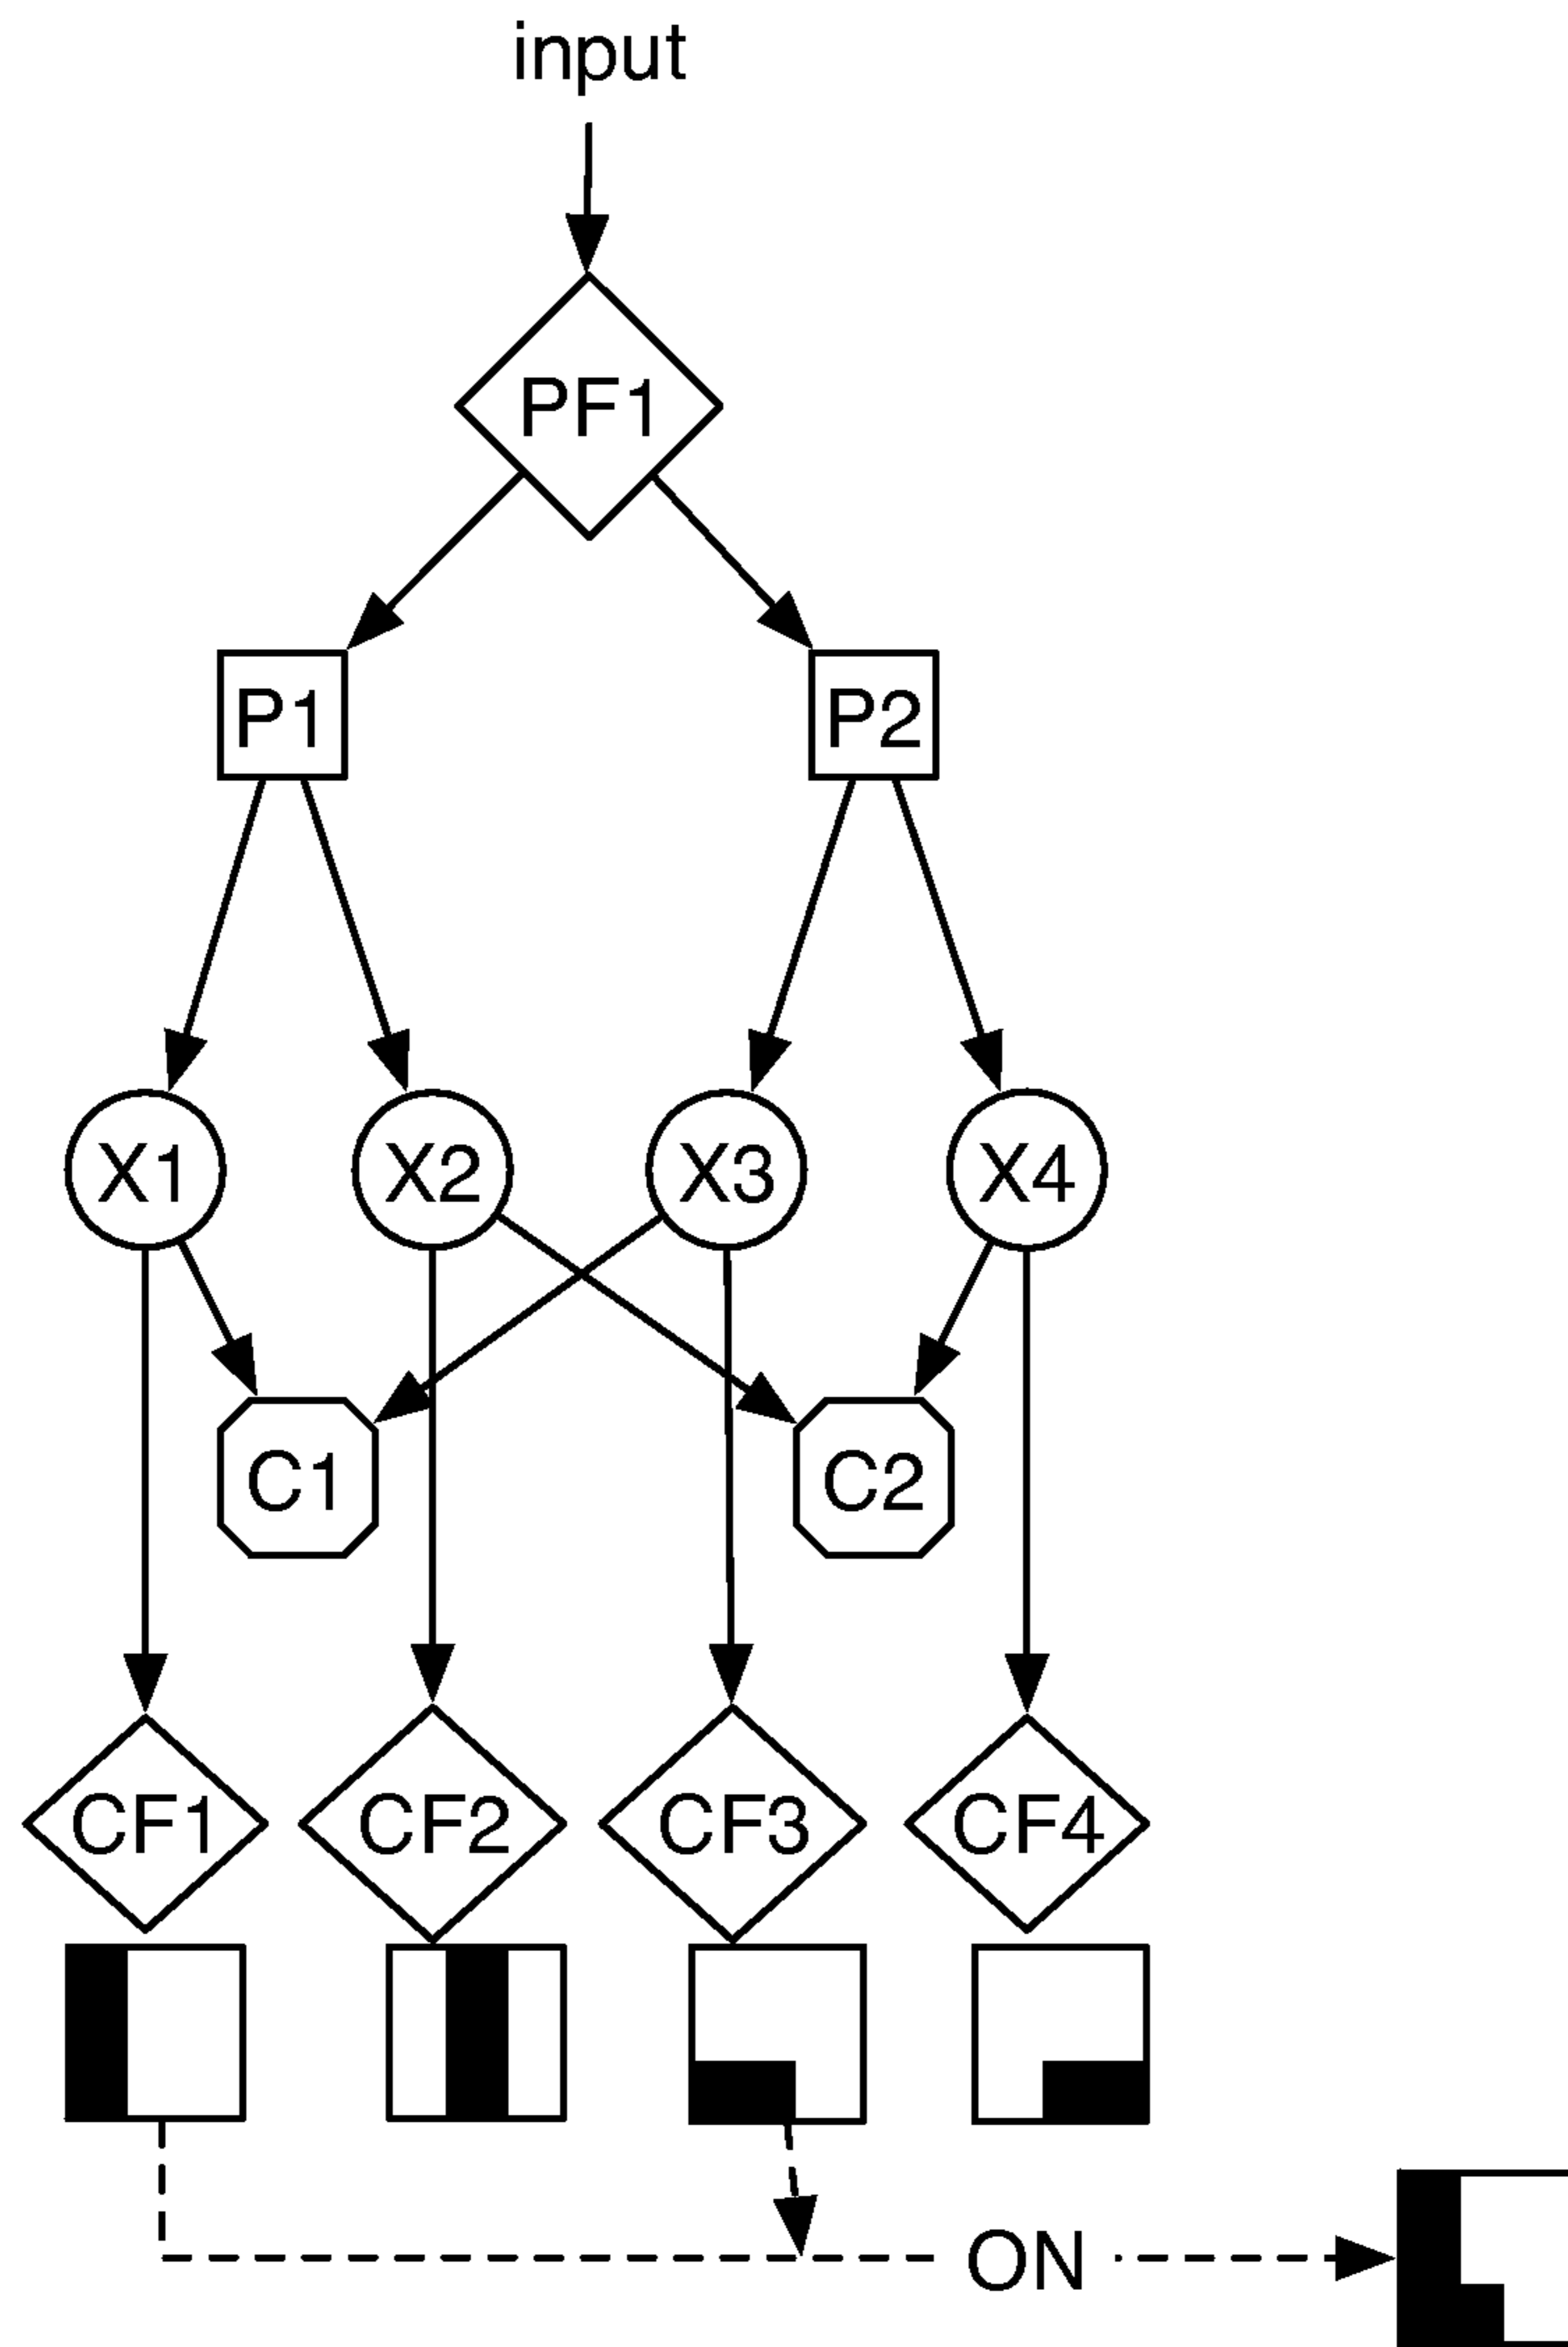 input
PF1
P1 P2
X1 X2 X3 X4
C1 C2
CF1 CF2 CF3 CF4
ON